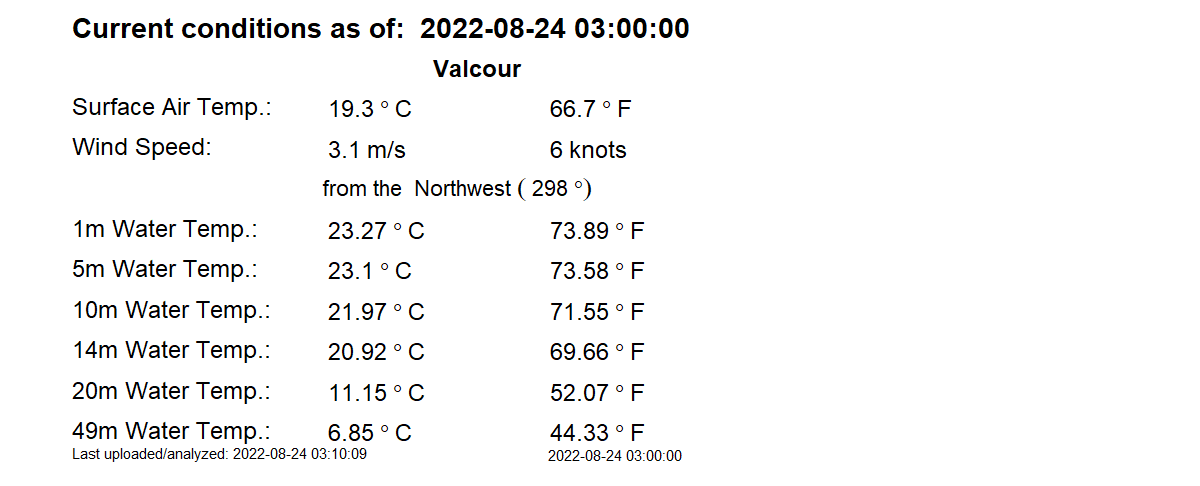 Current conditions as of: 2022-08-24 03:00:00
Valcour
Surface Air Temp.: 19.3 ° C 66.7 ° F
Wind Speed: 3.1 m/s 6 knots
from the Northwest ( 298 °)
1m Water Temp.: 23.27 ° C 73.89 ° F
5m Water Temp.: 23.1 ° C 73.58 ° F
10m Water Temp.: 21.97 ° C 71.55 ° F
14m Water Temp.: 20.92 ° C 69.66 ° F
20m Water Temp.: 11.15 ° C 52.07 ° F
49m Water Temp.: 6.85 ° C 44.33 ° F
Last uploaded/analyzed: 2022-08-24 03:10:09 2022-08-24 03:00:00